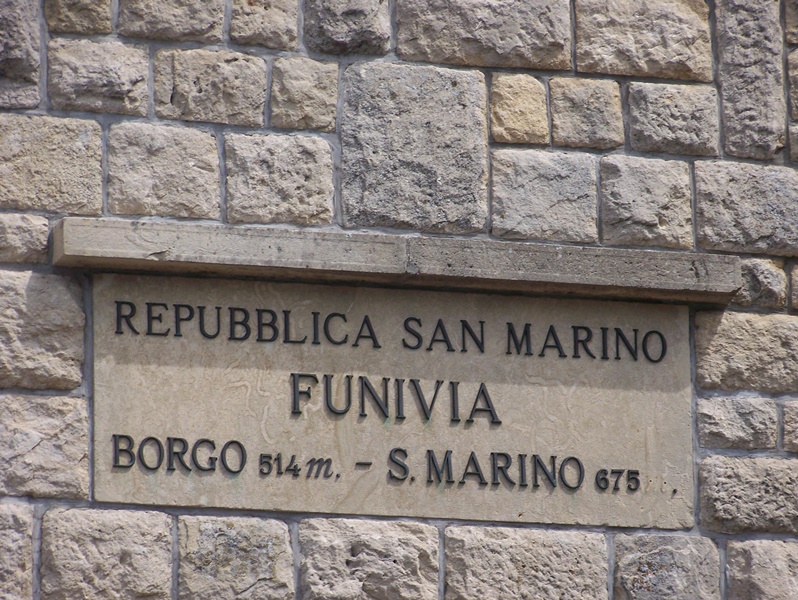 REPUBBLICA SAN MARINO
FUNIVIA
BORGO 514 m. - S. MARINO 675